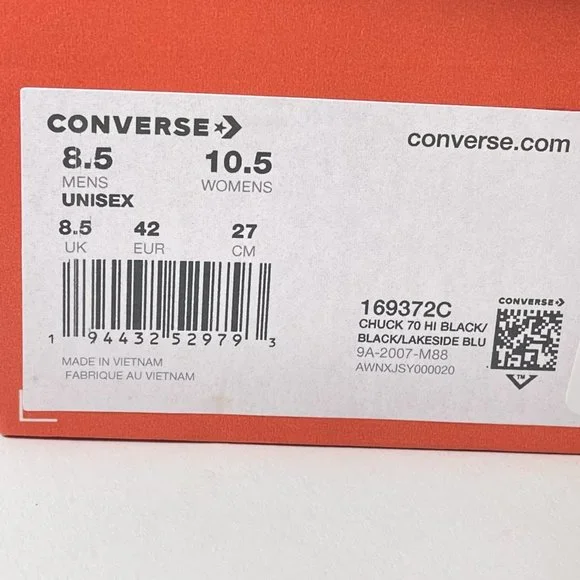 CONVERSE
converse.com
8.5 10.5
MENS WOMENS
UNISEX
8.5 42 27
UK EUR CM
1 94432 52979 3
MADE IN VIETNAM
FABRIQUE AU VIETNAM
169372C
CHUCK 70 HI BLACK/
BLACK/LAKESIDE BLU
9A-2007-M88
AWNXJSY000020
CONVERSE
TM